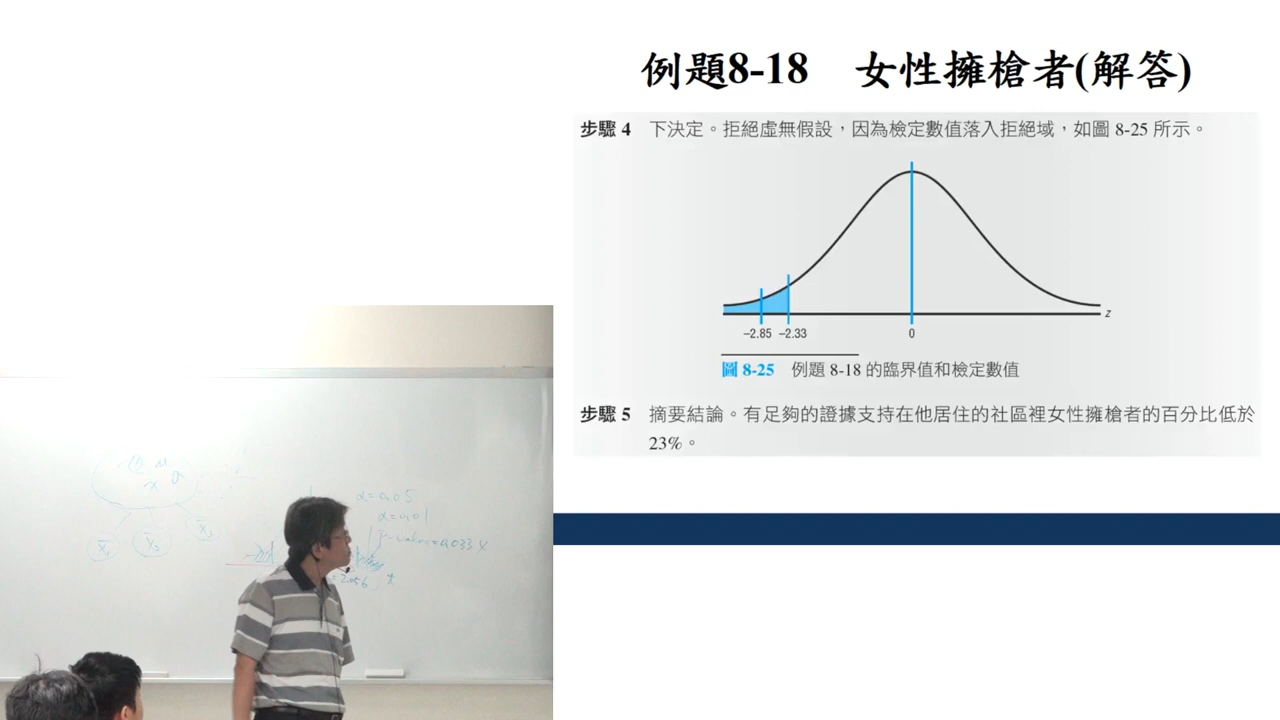 例題8-18 女性擁槍者(解答)
步驟 4 下決定。拒絕虛無假設，因為檢定數值落入拒絕域，如圖 8-25 所示。
z
−2.85 −2.33 0
圖 8-25 例題 8-18 的臨界值和檢定數值
步驟 5 摘要結論。有足夠的證據支持在他居住的社區裡女性擁槍者的百分比低於
23%。
α=0.05
α=0.01
p-value=0.033